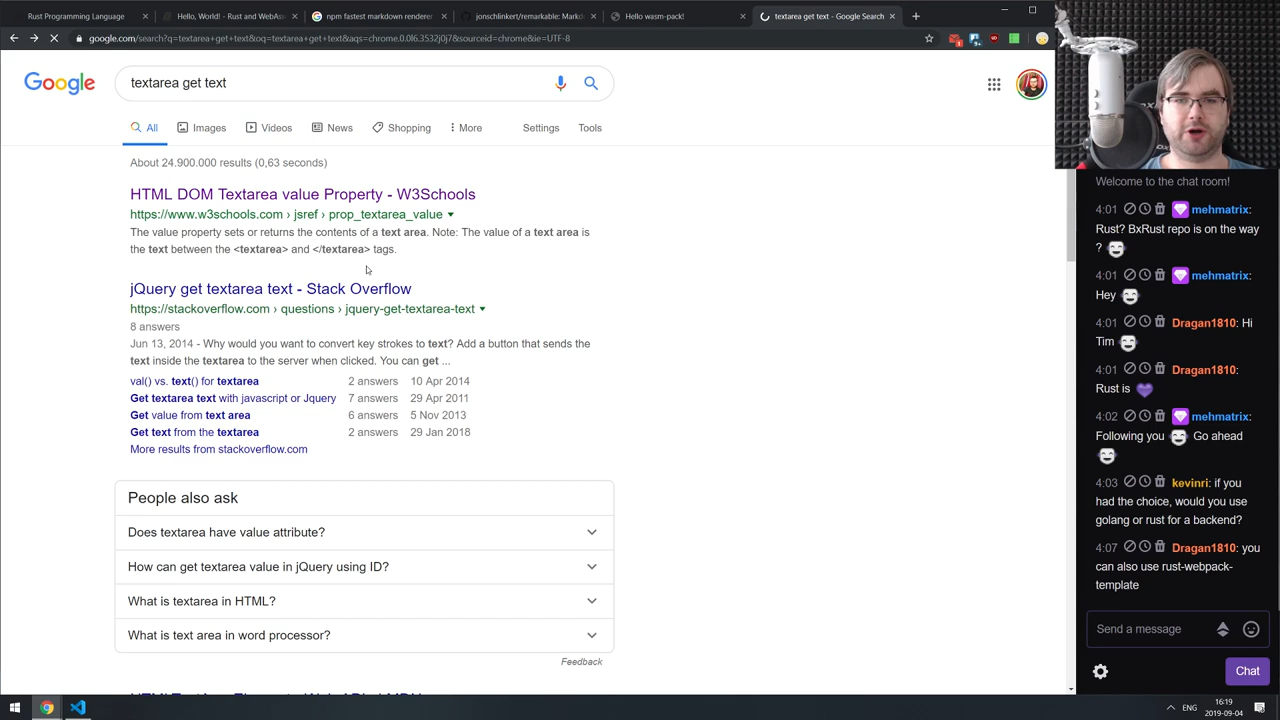 Rust Programming Language
Hello, World! - Rust and WebAs
npm fastest markdown renderer
jonschlinkert/remarkable: Markd
Hello wasm-pack!
textarea get text - Google Search
google.com/search?q=textarea+get+text&oq=textarea+get+text&aqs=chrome.0.0l6.3532j0j7&sourceid=chrome&ie=UTF-8
Google
textarea get text
All
Images
Videos
News
Shopping
More
Settings
Tools
About 24.900.000 results (0,63 seconds)
HTML DOM Textarea value Property - W3Schools
https://www.w3schools.com › jsref › prop_textarea_value
The value property sets or returns the contents of a text area. Note: The value of a text area is
the text between the <textarea> and </textarea> tags.
jQuery get textarea text - Stack Overflow
https://stackoverflow.com › questions › jquery-get-textarea-text
8 answers
Jun 13, 2014 - Why would you want to convert key strokes to text? Add a button that sends the
text inside the textarea to the server when clicked. You can get ...
val() vs. text() for textarea 2 answers 10 Apr 2014
Get textarea text with javascript or Jquery 7 answers 29 Apr 2011
Get value from text area 6 answers 5 Nov 2013
Get text from the textarea 2 answers 29 Jan 2018
More results from stackoverflow.com
People also ask
Does textarea have value attribute?
How can get textarea value in jQuery using ID?
What is textarea in HTML?
What is text area in word processor?
Feedback
Welcome to the chat room!
4:01 mehmatrix:
Rust? BxRust repo is on the way
?
4:01 mehmatrix:
Hey
4:01 Dragan1810: Hi
Tim
4:01 Dragan1810:
Rust is
4:02 mehmatrix:
Following you Go ahead
4:03 kevinri: if you
had the choice, would you use
golang or rust for a backend?
4:07 Dragan1810: you
can also use rust-webpack-
template
Send a message
Chat
ENG
16:19
2019-09-04